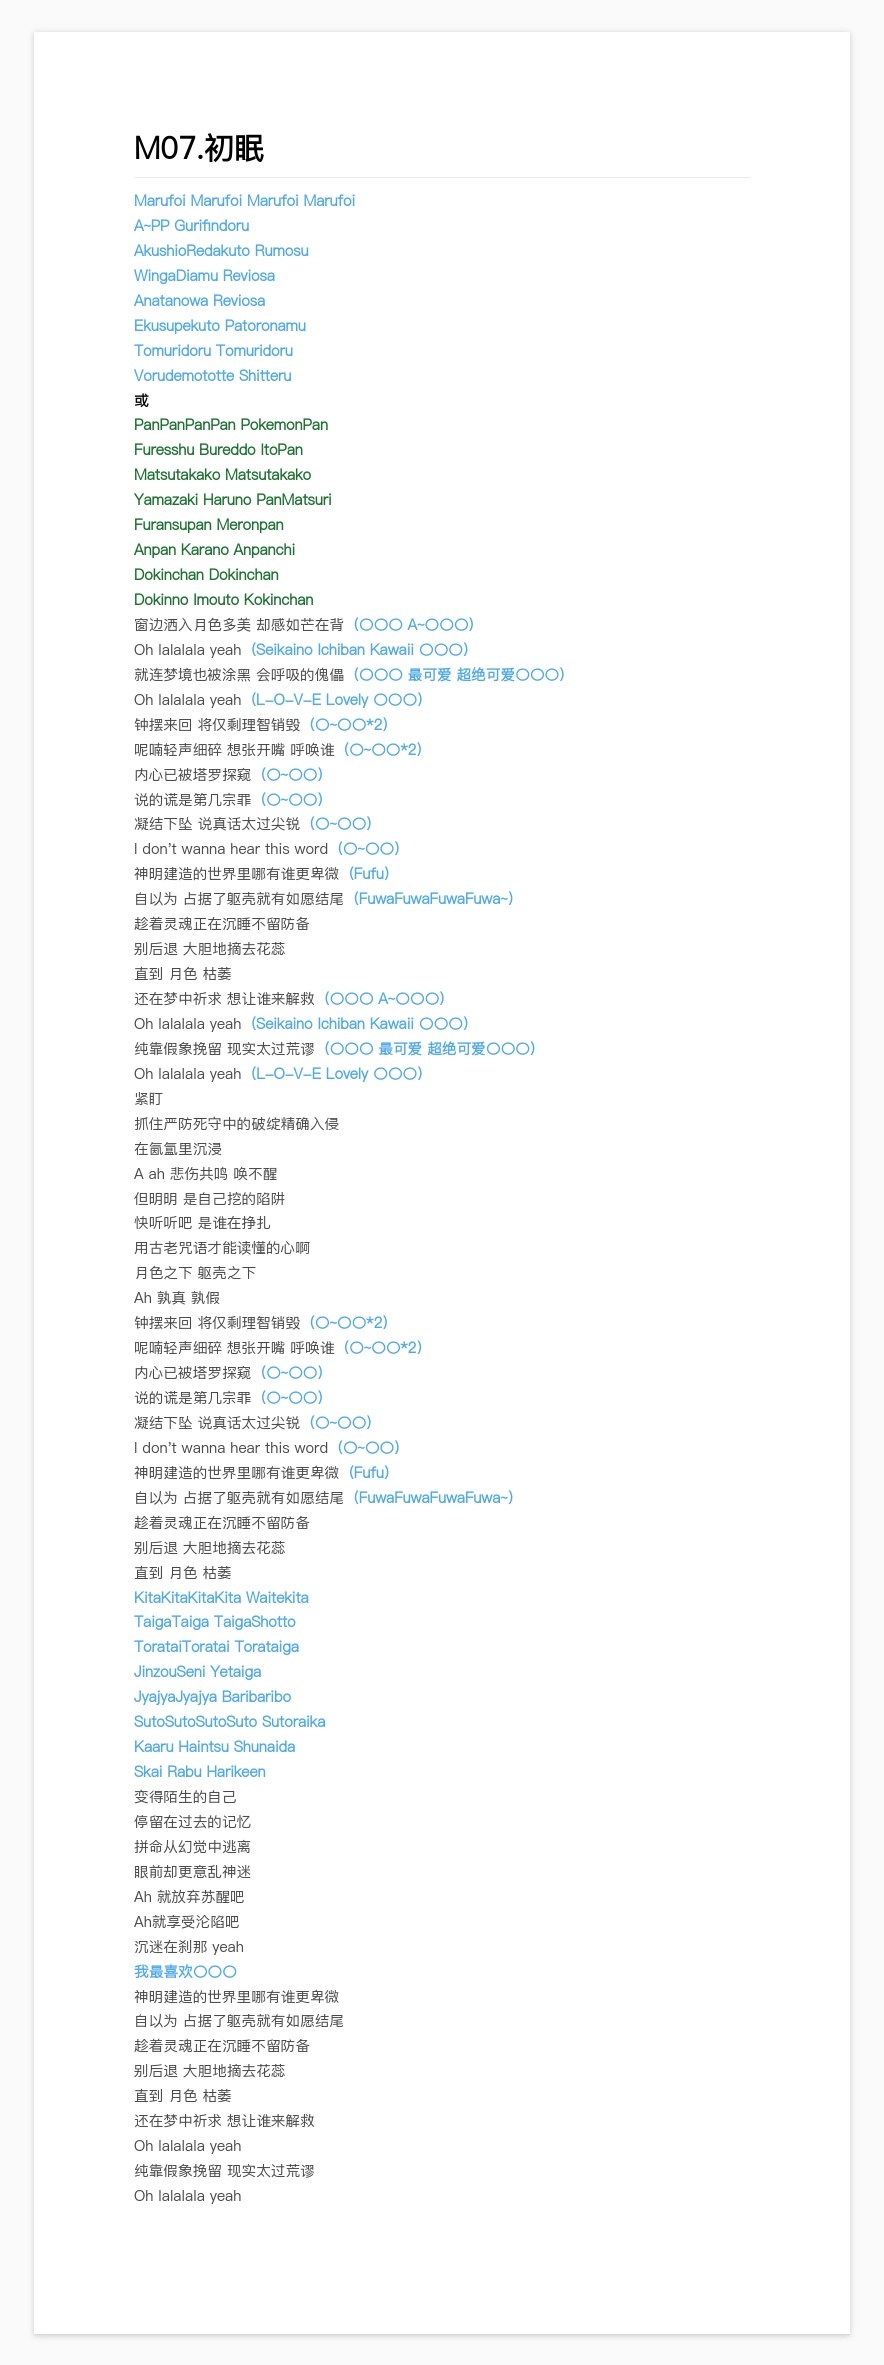 M07.初眠
Marufoi Marufoi Marufoi Marufoi
A~PP Gurifindoru
AkushioRedakuto Rumosu
WingaDiamu Reviosa
Anatanowa Reviosa
Ekusupekuto Patoronamu
Tomuridoru Tomuridoru
Vorudemototte Shitteru
或
PanPanPanPan PokemonPan
Furesshu Bureddo ItoPan
Matsutakako Matsutakako
Yamazaki Haruno PanMatsuri
Furansupan Meronpan
Anpan Karano Anpanchi
Dokinchan Dokinchan
Dokinno Imouto Kokinchan
窗边洒入月色多美 却感如芒在背（〇〇〇 A~〇〇〇）
Oh lalalala yeah（Seikaino Ichiban Kawaii 〇〇〇）
就连梦境也被涂黑 会呼吸的傀儡（〇〇〇 最可爱 超绝可爱〇〇〇）
Oh lalalala yeah（L-O-V-E Lovely 〇〇〇）
钟摆来回 将仅剩理智销毁（〇~〇〇*2）
呢喃轻声细碎 想张开嘴 呼唤谁（〇~〇〇*2）
内心已被塔罗探窥（〇~〇〇）
说的谎是第几宗罪（〇~〇〇）
凝结下坠 说真话太过尖锐（〇~〇〇）
I don't wanna hear this word（〇~〇〇）
神明建造的世界里哪有谁更卑微（Fufu）
自以为 占据了躯壳就有如愿结尾（FuwaFuwaFuwaFuwa~）
趁着灵魂正在沉睡不留防备
别后退 大胆地摘去花蕊
直到 月色 枯萎
还在梦中祈求 想让谁来解救（〇〇〇 A~〇〇〇）
Oh lalalala yeah（Seikaino Ichiban Kawaii 〇〇〇）
纯靠假象挽留 现实太过荒谬（〇〇〇 最可爱 超绝可爱〇〇〇）
Oh lalalala yeah（L-O-V-E Lovely 〇〇〇）
紧盯
抓住严防死守中的破绽精确入侵
在氤氲里沉浸
A ah 悲伤共鸣 唤不醒
但明明 是自己挖的陷阱
快听听吧 是谁在挣扎
用古老咒语才能读懂的心啊
月色之下 躯壳之下
Ah 孰真 孰假
钟摆来回 将仅剩理智销毁（〇~〇〇*2）
呢喃轻声细碎 想张开嘴 呼唤谁（〇~〇〇*2）
内心已被塔罗探窥（〇~〇〇）
说的谎是第几宗罪（〇~〇〇）
凝结下坠 说真话太过尖锐（〇~〇〇）
I don't wanna hear this word（〇~〇〇）
神明建造的世界里哪有谁更卑微（Fufu）
自以为 占据了躯壳就有如愿结尾（FuwaFuwaFuwaFuwa~）
趁着灵魂正在沉睡不留防备
别后退 大胆地摘去花蕊
直到 月色 枯萎
KitaKitaKitaKita Waitekita
TaigaTaiga TaigaShotto
TorataiToratai Torataiga
JinzouSeni Yetaiga
JyajyaJyajya Baribaribo
SutoSutoSutoSuto Sutoraika
Kaaru Haintsu Shunaida
Skai Rabu Harikeen
变得陌生的自己
停留在过去的记忆
拼命从幻觉中逃离
眼前却更意乱神迷
Ah 就放弃苏醒吧
Ah就享受沦陷吧
沉迷在刹那 yeah
我最喜欢〇〇〇
神明建造的世界里哪有谁更卑微
自以为 占据了躯壳就有如愿结尾
趁着灵魂正在沉睡不留防备
别后退 大胆地摘去花蕊
直到 月色 枯萎
还在梦中祈求 想让谁来解救
Oh lalalala yeah
纯靠假象挽留 现实太过荒谬
Oh lalalala yeah